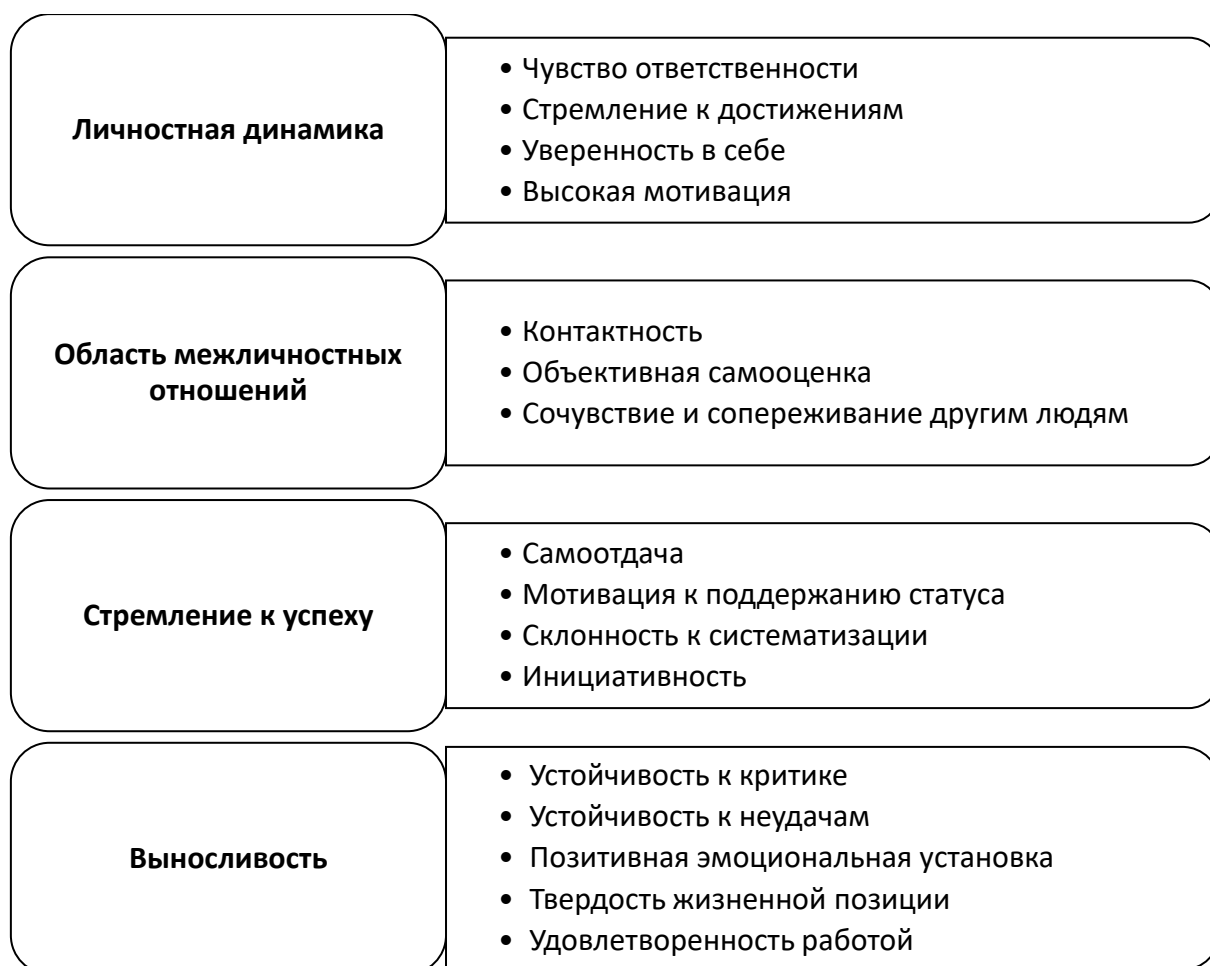 Личностная динамика
• Чувство ответственности
• Стремление к достижениям
• Уверенность в себе
• Высокая мотивация
Область межличностных
отношений
• Контактность
• Объективная самооценка
• Сочувствие и сопереживание другим людям
Стремление к успеху
• Самоотдача
• Мотивация к поддержанию статуса
• Склонность к систематизации
• Инициативность
Выносливость
• Устойчивость к критике
• Устойчивость к неудачам
• Позитивная эмоциональная установка
• Твердость жизненной позиции
• Удовлетворенность работой